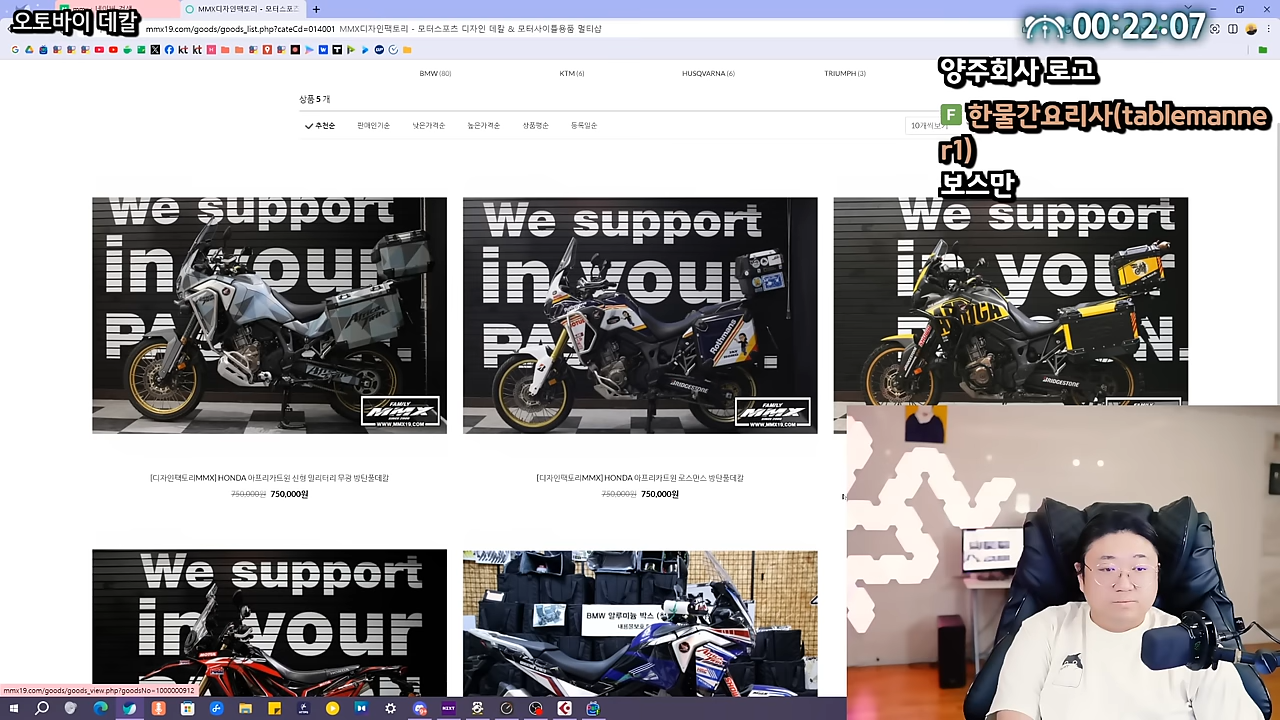 오토바이 데칼
MMX디자인팩토리 - 모터스포츠
mmx19.com/goods/goods_list.php?cateCd=014001 MMX디자인팩토리 - 모터스포츠 디자인 데칼 & 모터사이틀용품 멀티샵
00:22:07
BMW (80)
KTM (6)
HUSQVARNA (6)
TRIUMPH (3)
양주회사 로고
상품 5 개
F 한물간요리사(tablemanne
r1)
보스만
추천순
판매인기순
낮은가격순
높은가격순
상품평순
등록일순
10개씩보기
We support
in your
PA
FAMILY
MMX
WWW.MMX19.COM
We support
in your
PA
Rothmans
BRIDGESTONE
FAMILY
MMX
WWW.MMX19.COM
We support
in your
PA
AFRICA
BRIDGESTONE
[디자인팩토리MMX] HONDA 아프리카트윈 신형 밀리터리 무광 방탄풀데칼
750,000원 750,000원
[디자인팩토리MMX] HONDA 아프리카트윈 로스만스 방탄풀데칼
750,000원 750,000원
We support
in your
BMW 알루미늄 박스
mmx19.com/goods/goods_view.php?goodsNo=1000000912